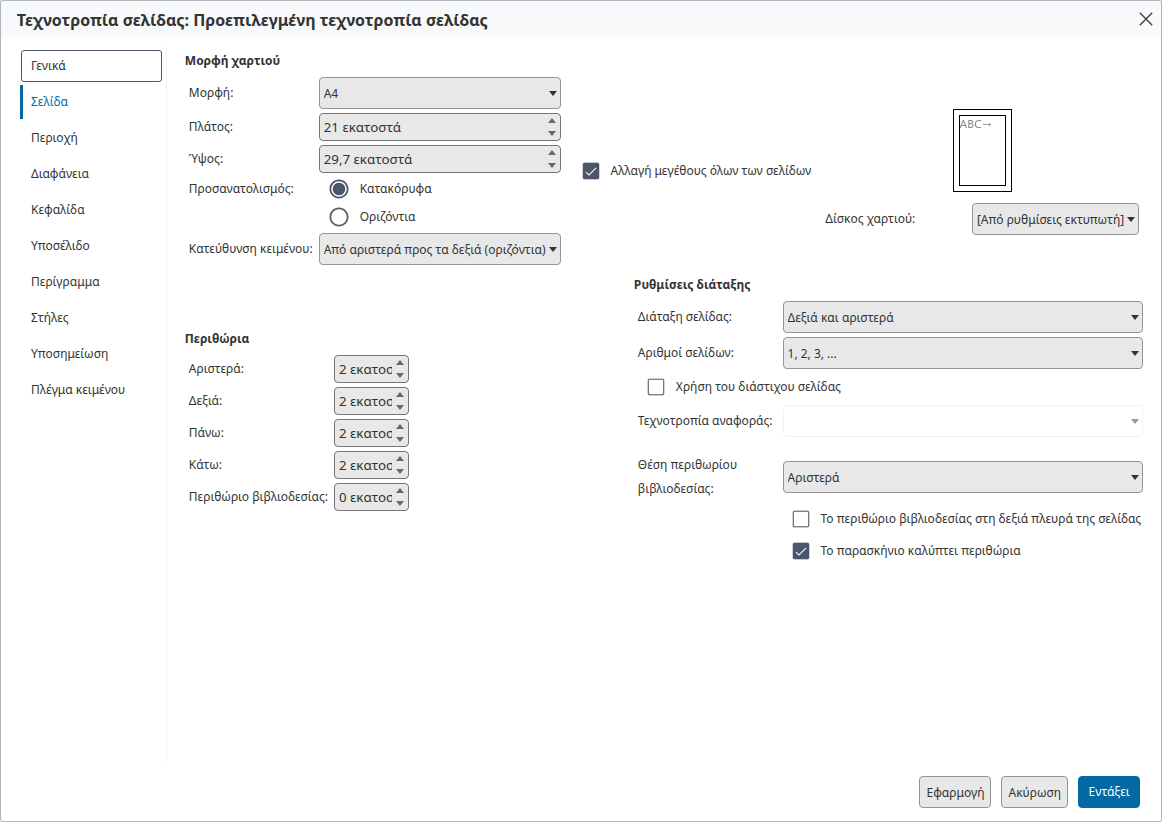 Τεχνοτροπία σελίδας: Προεπιλεγμένη τεχνοτροπία σελίδας
Γενικά
Σελίδα
Περιοχή
Διαφάνεια
Κεφαλίδα
Υποσέλιδο
Περίγραμμα
Στήλες
Υποσημείωση
Πλέγμα κειμένου
Μορφή χαρτιού
Μορφή: A4
Πλάτος: 21 εκατοστά
Ύψος: 29,7 εκατοστά
Προσανατολισμός: Κατακόρυφα
Οριζόντια
Κατεύθυνση κειμένου: Από αριστερά προς τα δεξιά (οριζόντια)
Αλλαγή μεγέθους όλων των σελίδων
ABC→
Δίσκος χαρτιού: [Από ρυθμίσεις εκτυπωτή]
Περιθώρια
Αριστερά: 2 εκατοσ
Δεξιά: 2 εκατοσ
Πάνω: 2 εκατοσ
Κάτω: 2 εκατοσ
Περιθώριο βιβλιοδεσίας: 0 εκατοσ
Ρυθμίσεις διάταξης
Διάταξη σελίδας: Δεξιά και αριστερά
Αριθμοί σελίδων: 1, 2, 3, ...
Χρήση του διάστιχου σελίδας
Τεχνοτροπία αναφοράς:
Θέση περιθωρίου
βιβλιοδεσίας: Αριστερά
Το περιθώριο βιβλιοδεσίας στη δεξιά πλευρά της σελίδας
Το παρασκήνιο καλύπτει περιθώρια
Εφαρμογή Ακύρωση Εντάξει